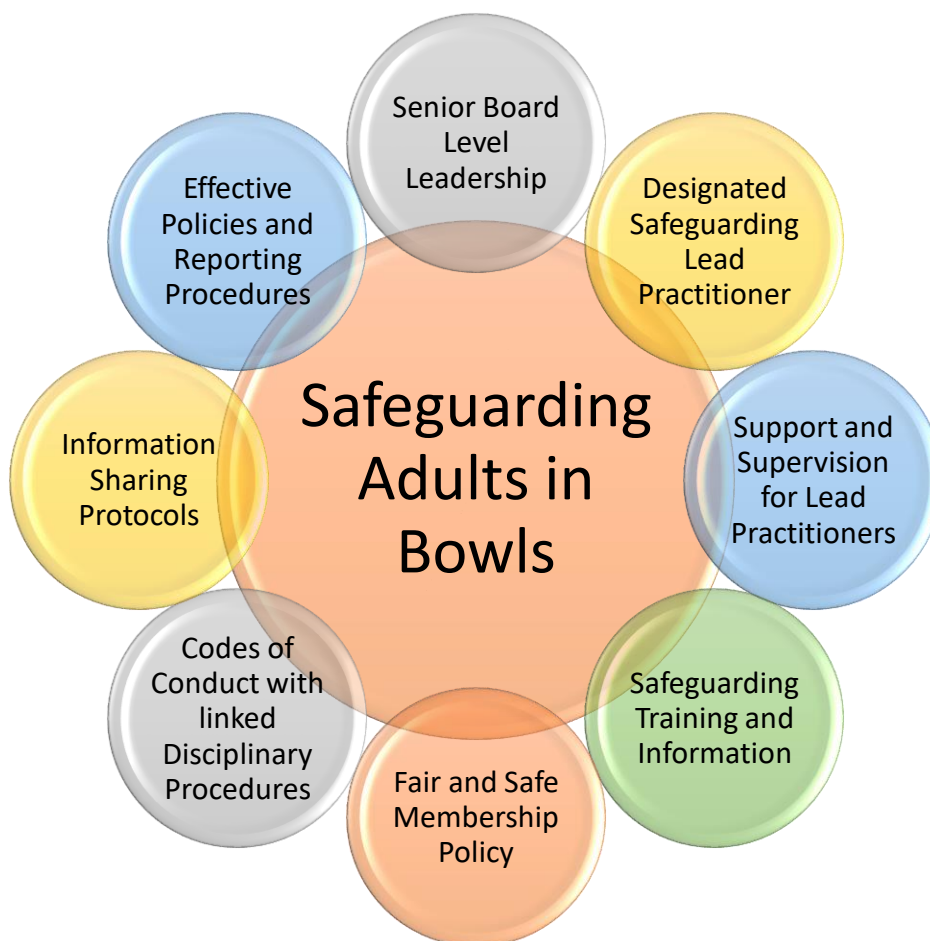 Senior Board
Level
Leadership
Designated
Safeguarding
Lead
Practitioner
Support and
Supervision
for Lead
Practitioners
Safeguarding
Training and
Information
Fair and Safe
Membership
Policy
Codes of
Conduct with
linked
Disciplinary
Procedures
Information
Sharing
Protocols
Effective
Policies and
Reporting
Procedures
Safeguarding
Adults in
Bowls